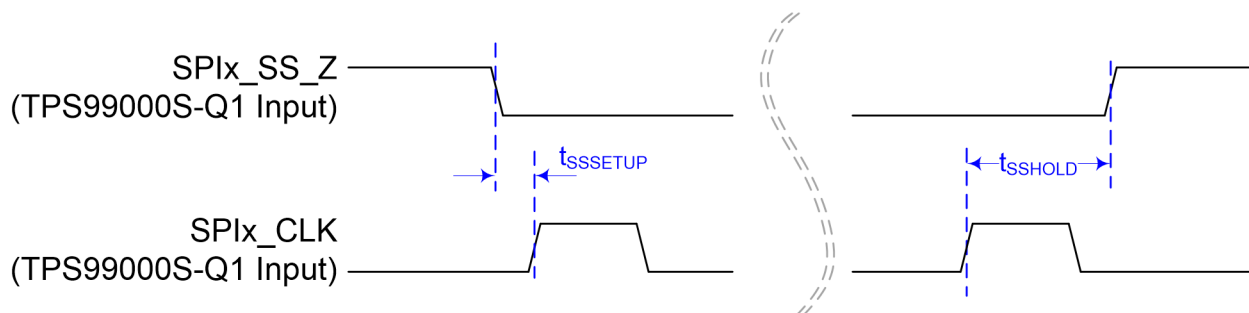 SPIx_SS_Z
(TPS99000S-Q1 Input)
tSSSETUP
tSSHOLD
SPIx_CLK
(TPS99000S-Q1 Input)